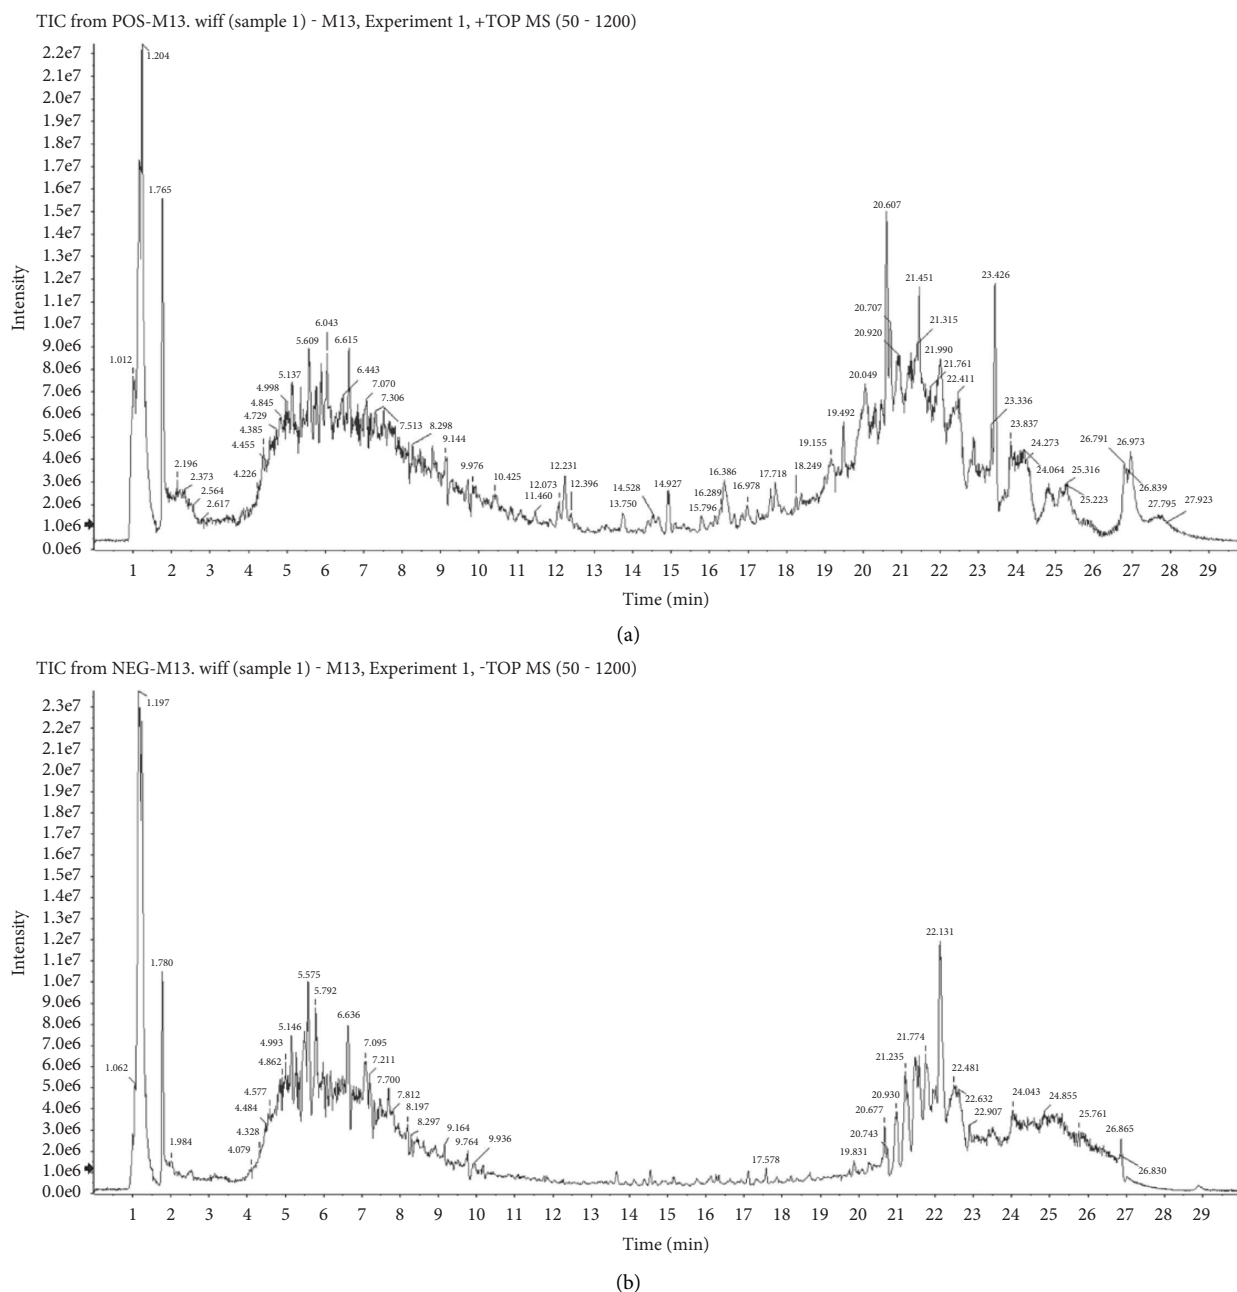 TIC from POS-M13. wiff (sample 1) - M13, Experiment 1, +TOP MS (50 - 1200)
2.2e7
2.1e7
2.0e7
1.9e7
1.8e7
1.7e7
1.6e7
1.5e7
1.4e7
1.3e7
1.2e7
1.1e7
1.0e7
9.0e6
8.0e6
7.0e6
6.0e6
5.0e6
4.0e6
3.0e6
2.0e6
1.0e6
0.0e6
Intensity
1.204
1.765
1.012
2.196
2.373
2.564
2.617
4.226
4.455
4.385
4.729
4.845
4.998
5.137
5.609
6.043
6.615
6.443
7.070
7.306
7.513
8.298
9.144
9.976
10.425
11.460
12.073
12.231
12.396
13.750
14.528
14.927
15.796
16.289
16.386
16.978
17.718
18.249
19.155
19.492
20.049
20.607
20.707
20.920
21.451
21.315
21.990
21.761
22.411
23.426
23.336
23.837
24.273
24.064
25.316
25.223
26.791
26.973
26.839
27.795
27.923
1 2 3 4 5 6 7 8 9 10 11 12 13 14 15 16 17 18 19 20 21 22 23 24 25 26 27 28 29
Time (min)
(a)
TIC from NEG-M13. wiff (sample 1) - M13, Experiment 1, -TOP MS (50 - 1200)
2.3e7
2.2e7
2.1e7
2.0e7
1.9e7
1.8e7
1.7e7
1.6e7
1.5e7
1.4e7
1.3e7
1.2e7
1.1e7
1.0e7
9.0e6
8.0e6
7.0e6
6.0e6
5.0e6
4.0e6
3.0e6
2.0e6
1.0e6
0.0e0
Intensity
1.197
1.780
1.062
1.984
4.079
4.328
4.484
4.577
4.862
4.993
5.146
5.575
5.792
6.636
7.095
7.211
7.700
7.812
8.197
8.297
9.164
9.764
9.936
17.578
19.831
20.743
20.677
20.930
21.235
21.774
22.131
22.481
22.632
22.907
24.043
24.855
25.761
26.865
26.830
1 2 3 4 5 6 7 8 9 10 11 12 13 14 15 16 17 18 19 20 21 22 23 24 25 26 27 28 29
Time (min)
(b)